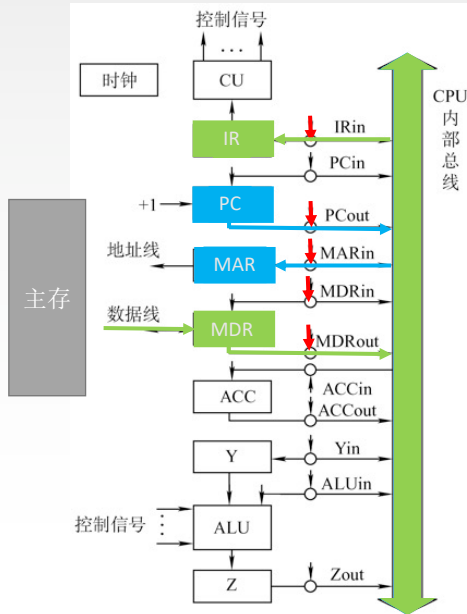 控制信号
...
时钟
CU
CPU
内
部
总
线
IR
IRin
PCin
+1
PC
PCout
地址线
MAR
MARin
主存
MDRin
数据线
MDR
MDRout
ACC
ACCin
ACCout
Y
Yin
ALUin
控制信号
ALU
Z
Zout